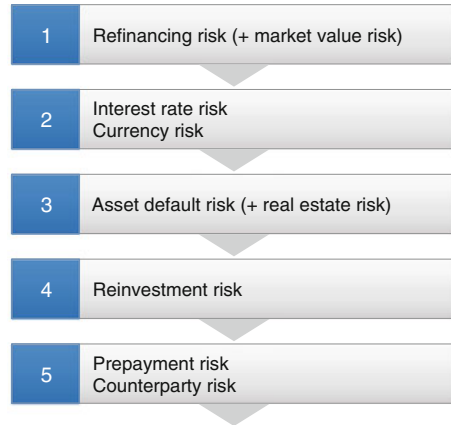 1 Refinancing risk (+ market value risk)
2 Interest rate risk
Currency risk
3 Asset default risk (+ real estate risk)
4 Reinvestment risk
5 Prepayment risk
Counterparty risk